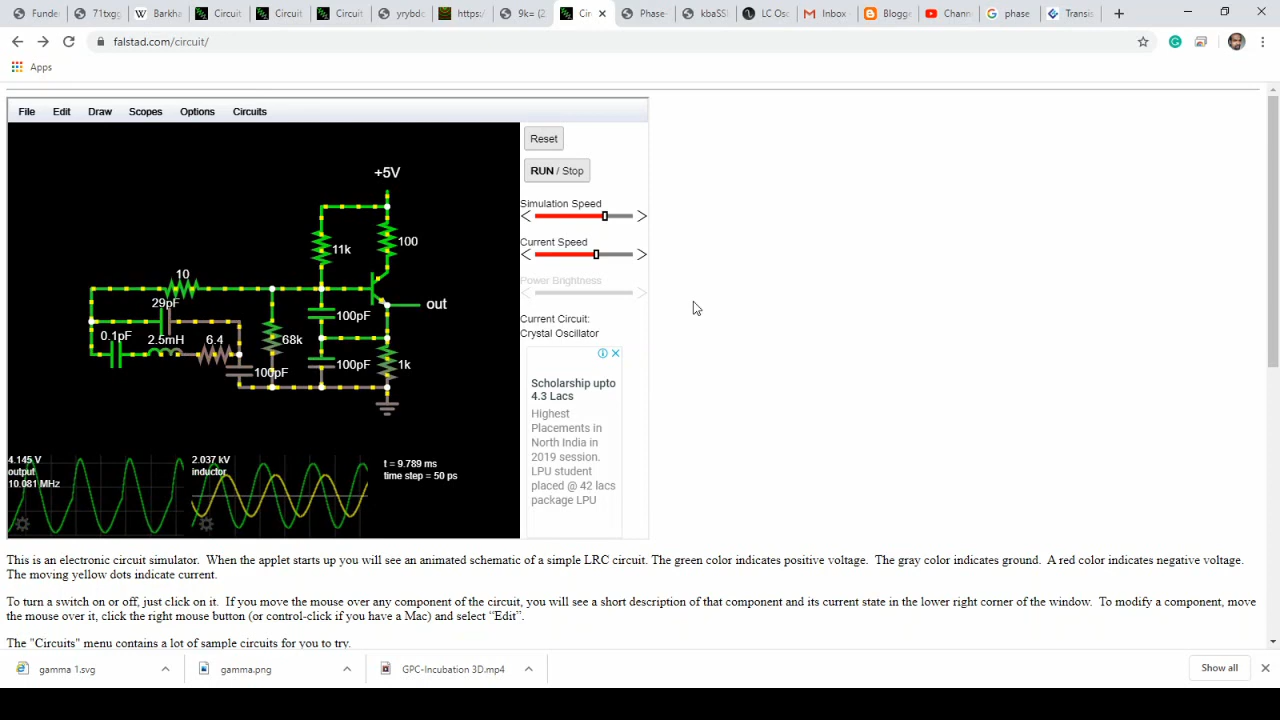 Funde 71txgg Barkha Circuit Circuit Circuit yrybdc https: 9k= (2 Cir Phase- kbaSS LC Osc Inbox Blogge Chann phase Transis
falstad.com/circuit/
Apps
File Edit Draw Scopes Options Circuits
Reset
RUN / Stop
Simulation Speed
Current Speed
Power Brightness
Current Circuit:
Crystal Oscillator
+5V
11k
100
10
29pF
out
100pF
0.1pF
2.5mH
6.4
68k
100pF
100pF
1k
4.145 V
output
10.081 MHz
2.037 kV
inductor
t = 9.789 ms
time step = 50 ps
Scholarship upto
4.3 Lacs
Highest
Placements in
North India in
2019 session.
LPU student
placed @ 42 lacs
package LPU
This is an electronic circuit simulator.  When the applet starts up you will see an animated schematic of a simple LRC circuit. The green color indicates positive voltage.  The gray color indicates ground.  A red color indicates negative voltage.
The moving yellow dots indicate current.
To turn a switch on or off, just click on it.  If you move the mouse over any component of the circuit, you will see a short description of that component and its current state in the lower right corner of the window.  To modify a component, move
the mouse over it, click the right mouse button (or control-click if you have a Mac) and select “Edit”.
The "Circuits" menu contains a lot of sample circuits for you to try.
gamma 1.svg
gamma.png
GPC-Incubation 3D.mp4
Show all